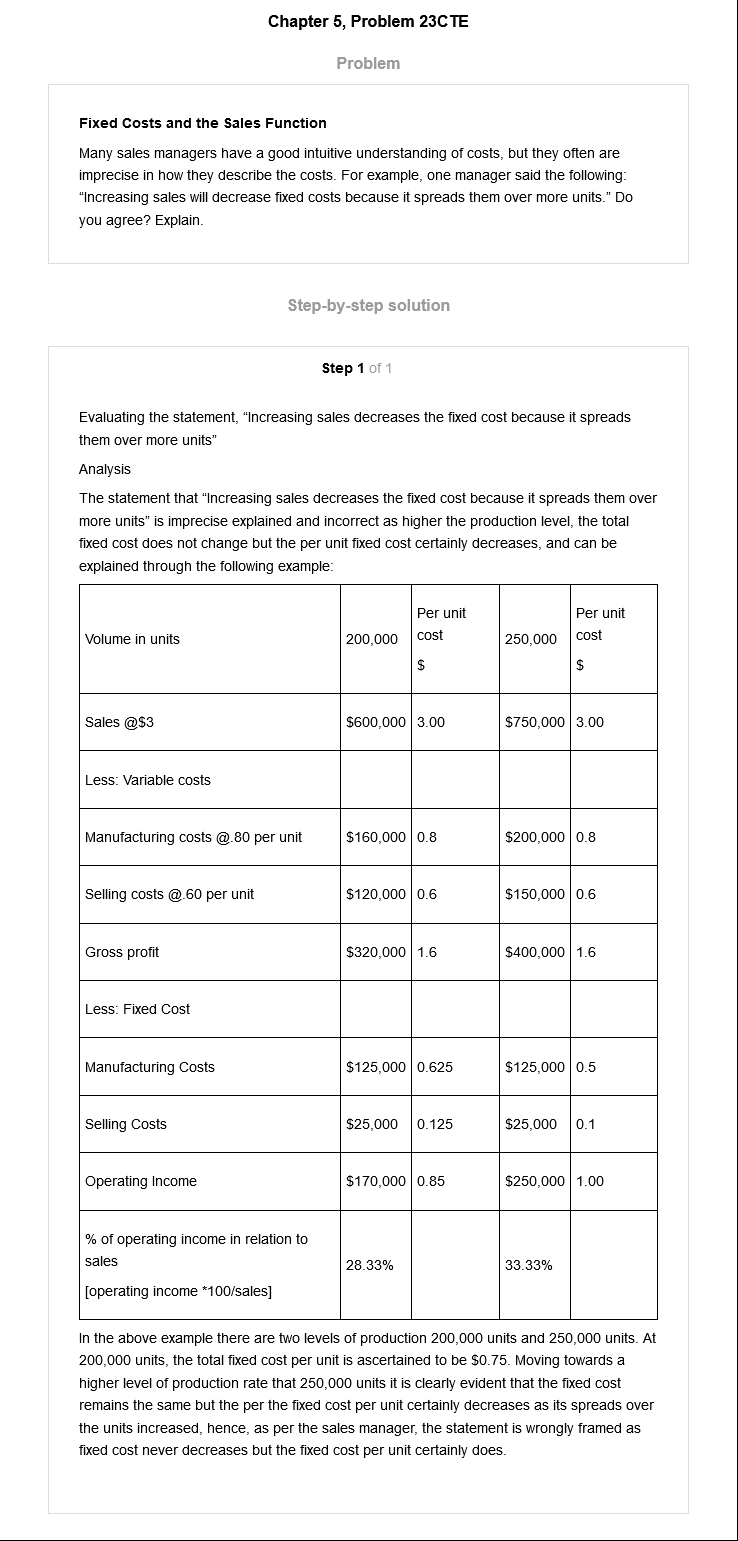 Chapter 5, Problem 23CTE
Problem
Fixed Costs and the Sales Function
Many sales managers have a good intuitive understanding of costs, but they often are
imprecise in how they describe the costs. For example, one manager said the following:
“Increasing sales will decrease fixed costs because it spreads them over more units.” Do
you agree? Explain.
Step-by-step solution
Step 1 of 1
Evaluating the statement, “Increasing sales decreases the fixed cost because it spreads
them over more units”
Analysis
The statement that “Increasing sales decreases the fixed cost because it spreads them over
more units” is imprecise explained and incorrect as higher the production level, the total
fixed cost does not change but the per unit fixed cost certainly decreases, and can be
explained through the following example:
Volume in units 200,000 Per unit cost $ 250,000 Per unit cost $
Sales @$3 $600,000 3.00 $750,000 3.00
Less: Variable costs
Manufacturing costs @.80 per unit $160,000 0.8 $200,000 0.8
Selling costs @.60 per unit $120,000 0.6 $150,000 0.6
Gross profit $320,000 1.6 $400,000 1.6
Less: Fixed Cost
Manufacturing Costs $125,000 0.625 $125,000 0.5
Selling Costs $25,000 0.125 $25,000 0.1
Operating Income $170,000 0.85 $250,000 1.00
% of operating income in relation to
sales
[operating income *100/sales] 28.33% 33.33%
In the above example there are two levels of production 200,000 units and 250,000 units. At
200,000 units, the total fixed cost per unit is ascertained to be $0.75. Moving towards a
higher level of production rate that 250,000 units it is clearly evident that the fixed cost
remains the same but the per the fixed cost per unit certainly decreases as its spreads over
the units increased, hence, as per the sales manager, the statement is wrongly framed as
fixed cost never decreases but the fixed cost per unit certainly does.